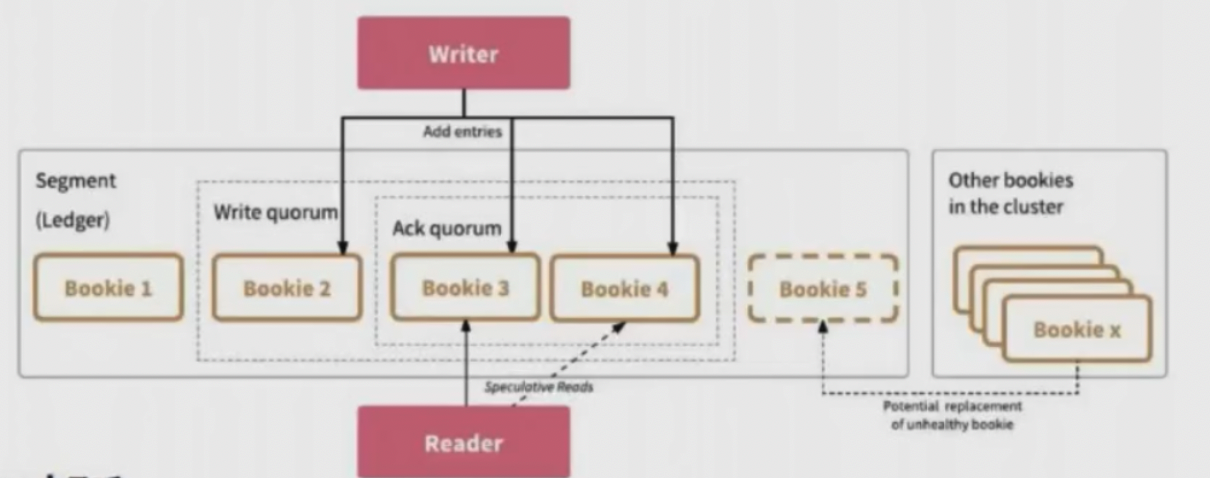 Writer
Add entries
Segment
(Ledger)
Write quorum
Ack quorum
Other bookies
in the cluster
Bookie 1
Bookie 2
Bookie 3
Bookie 4
Bookie 5
Bookie x
Speculative Reads
Potential replacement
of unhealthy bookie
Reader